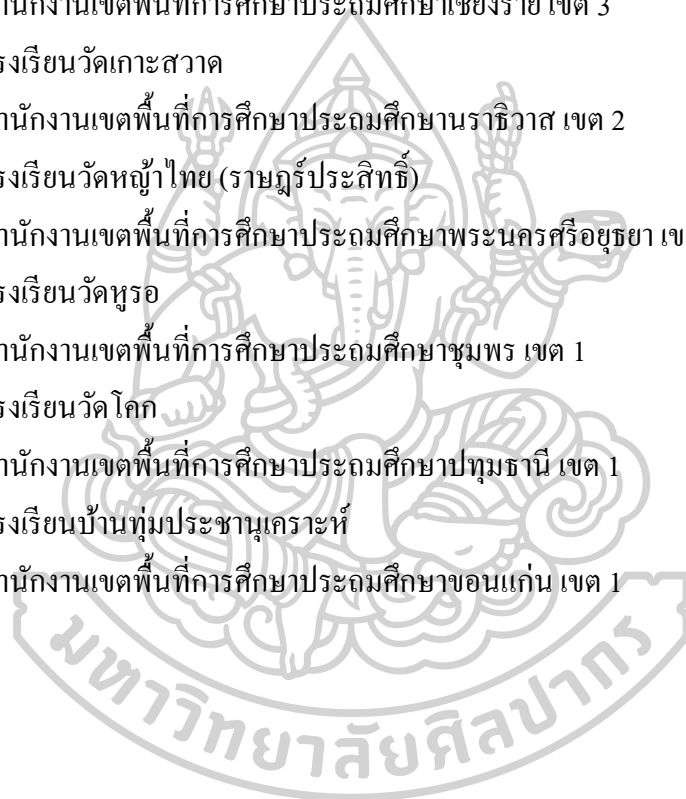 านักงานเขตพื้นที่การศึกษาประถมศึกษาเชียงราย เขต 3
รงเรียนวัดเกาะสวาด
านักงานเขตพื้นที่การศึกษาประถมศึกษานราธิวาส เขต 2
รงเรียนวัดหญ้าไทย (ราษฎร์ประสิทธิ์)
านักงานเขตพื้นที่การศึกษาประถมศึกษาพระนครศรีอยุธยา เข
รงเรียนวัดหูรอ
านักงานเขตพื้นที่การศึกษาประถมศึกษาชุมพร เขต 1
รงเรียนวัดโคก
านักงานเขตพื้นที่การศึกษาประถมศึกษาปทุมธานี เขต 1
รงเรียนบ้านทุ่มประชานุเคราะห์
านักงานเขตพื้นที่การศึกษาประถมศึกษาขอนแก่น เขต 1
มหาวิทยาลัยศิลปากร